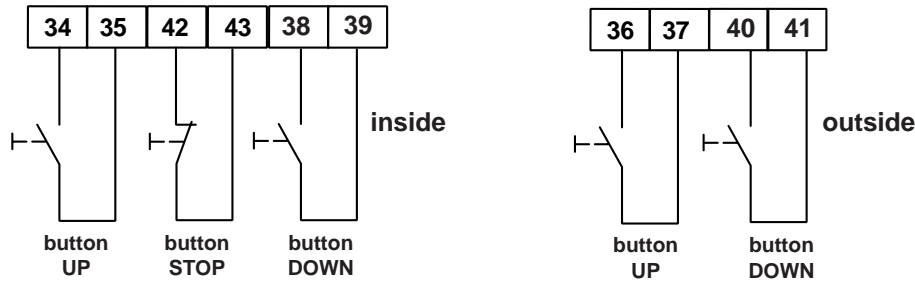 34 35 42 43 38 39
36 37 40 41
inside
outside
button UP
button STOP
button DOWN
button UP
button DOWN